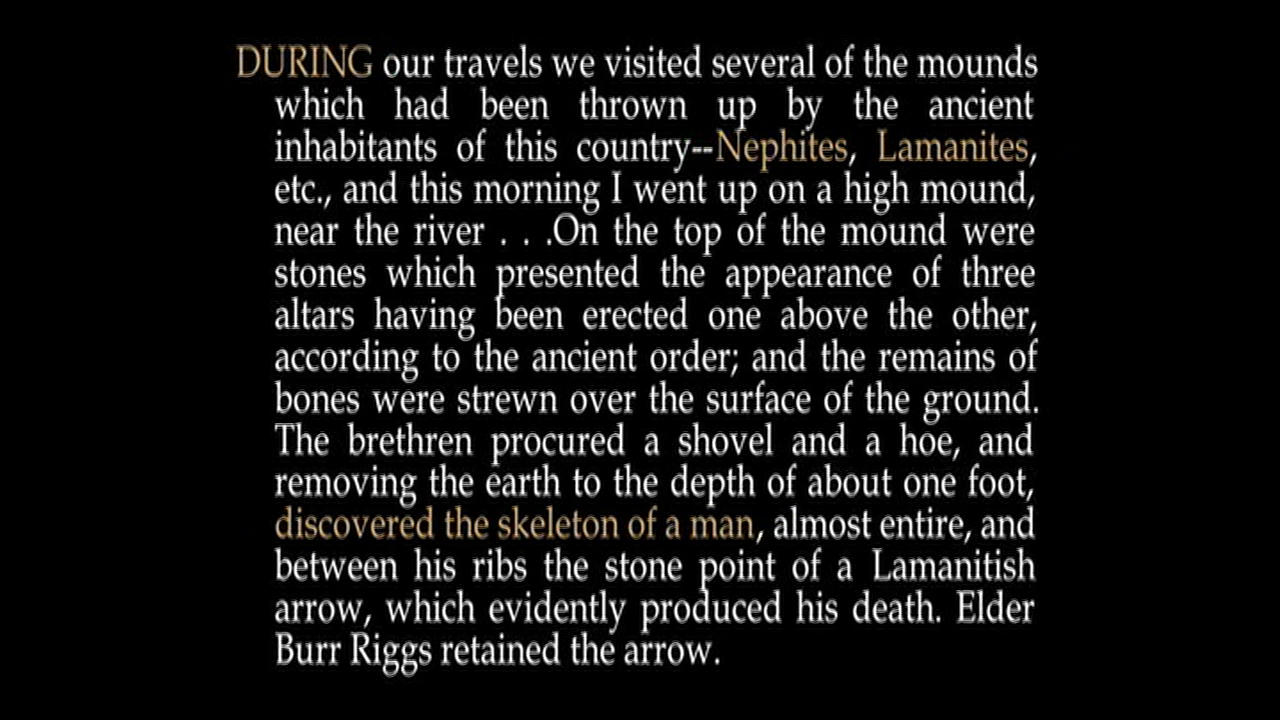 DURING our travels we visited several of the mounds
which had been thrown up by the ancient
inhabitants of this country--Nephites, Lamanites,
etc., and this morning I went up on a high mound,
near the river . . .On the top of the mound were
stones which presented the appearance of three
altars having been erected one above the other,
according to the ancient order; and the remains of
bones were strewn over the surface of the ground.
The brethren procured a shovel and a hoe, and
removing the earth to the depth of about one foot,
discovered the skeleton of a man, almost entire, and
between his ribs the stone point of a Lamanitish
arrow, which evidently produced his death. Elder
Burr Riggs retained the arrow.